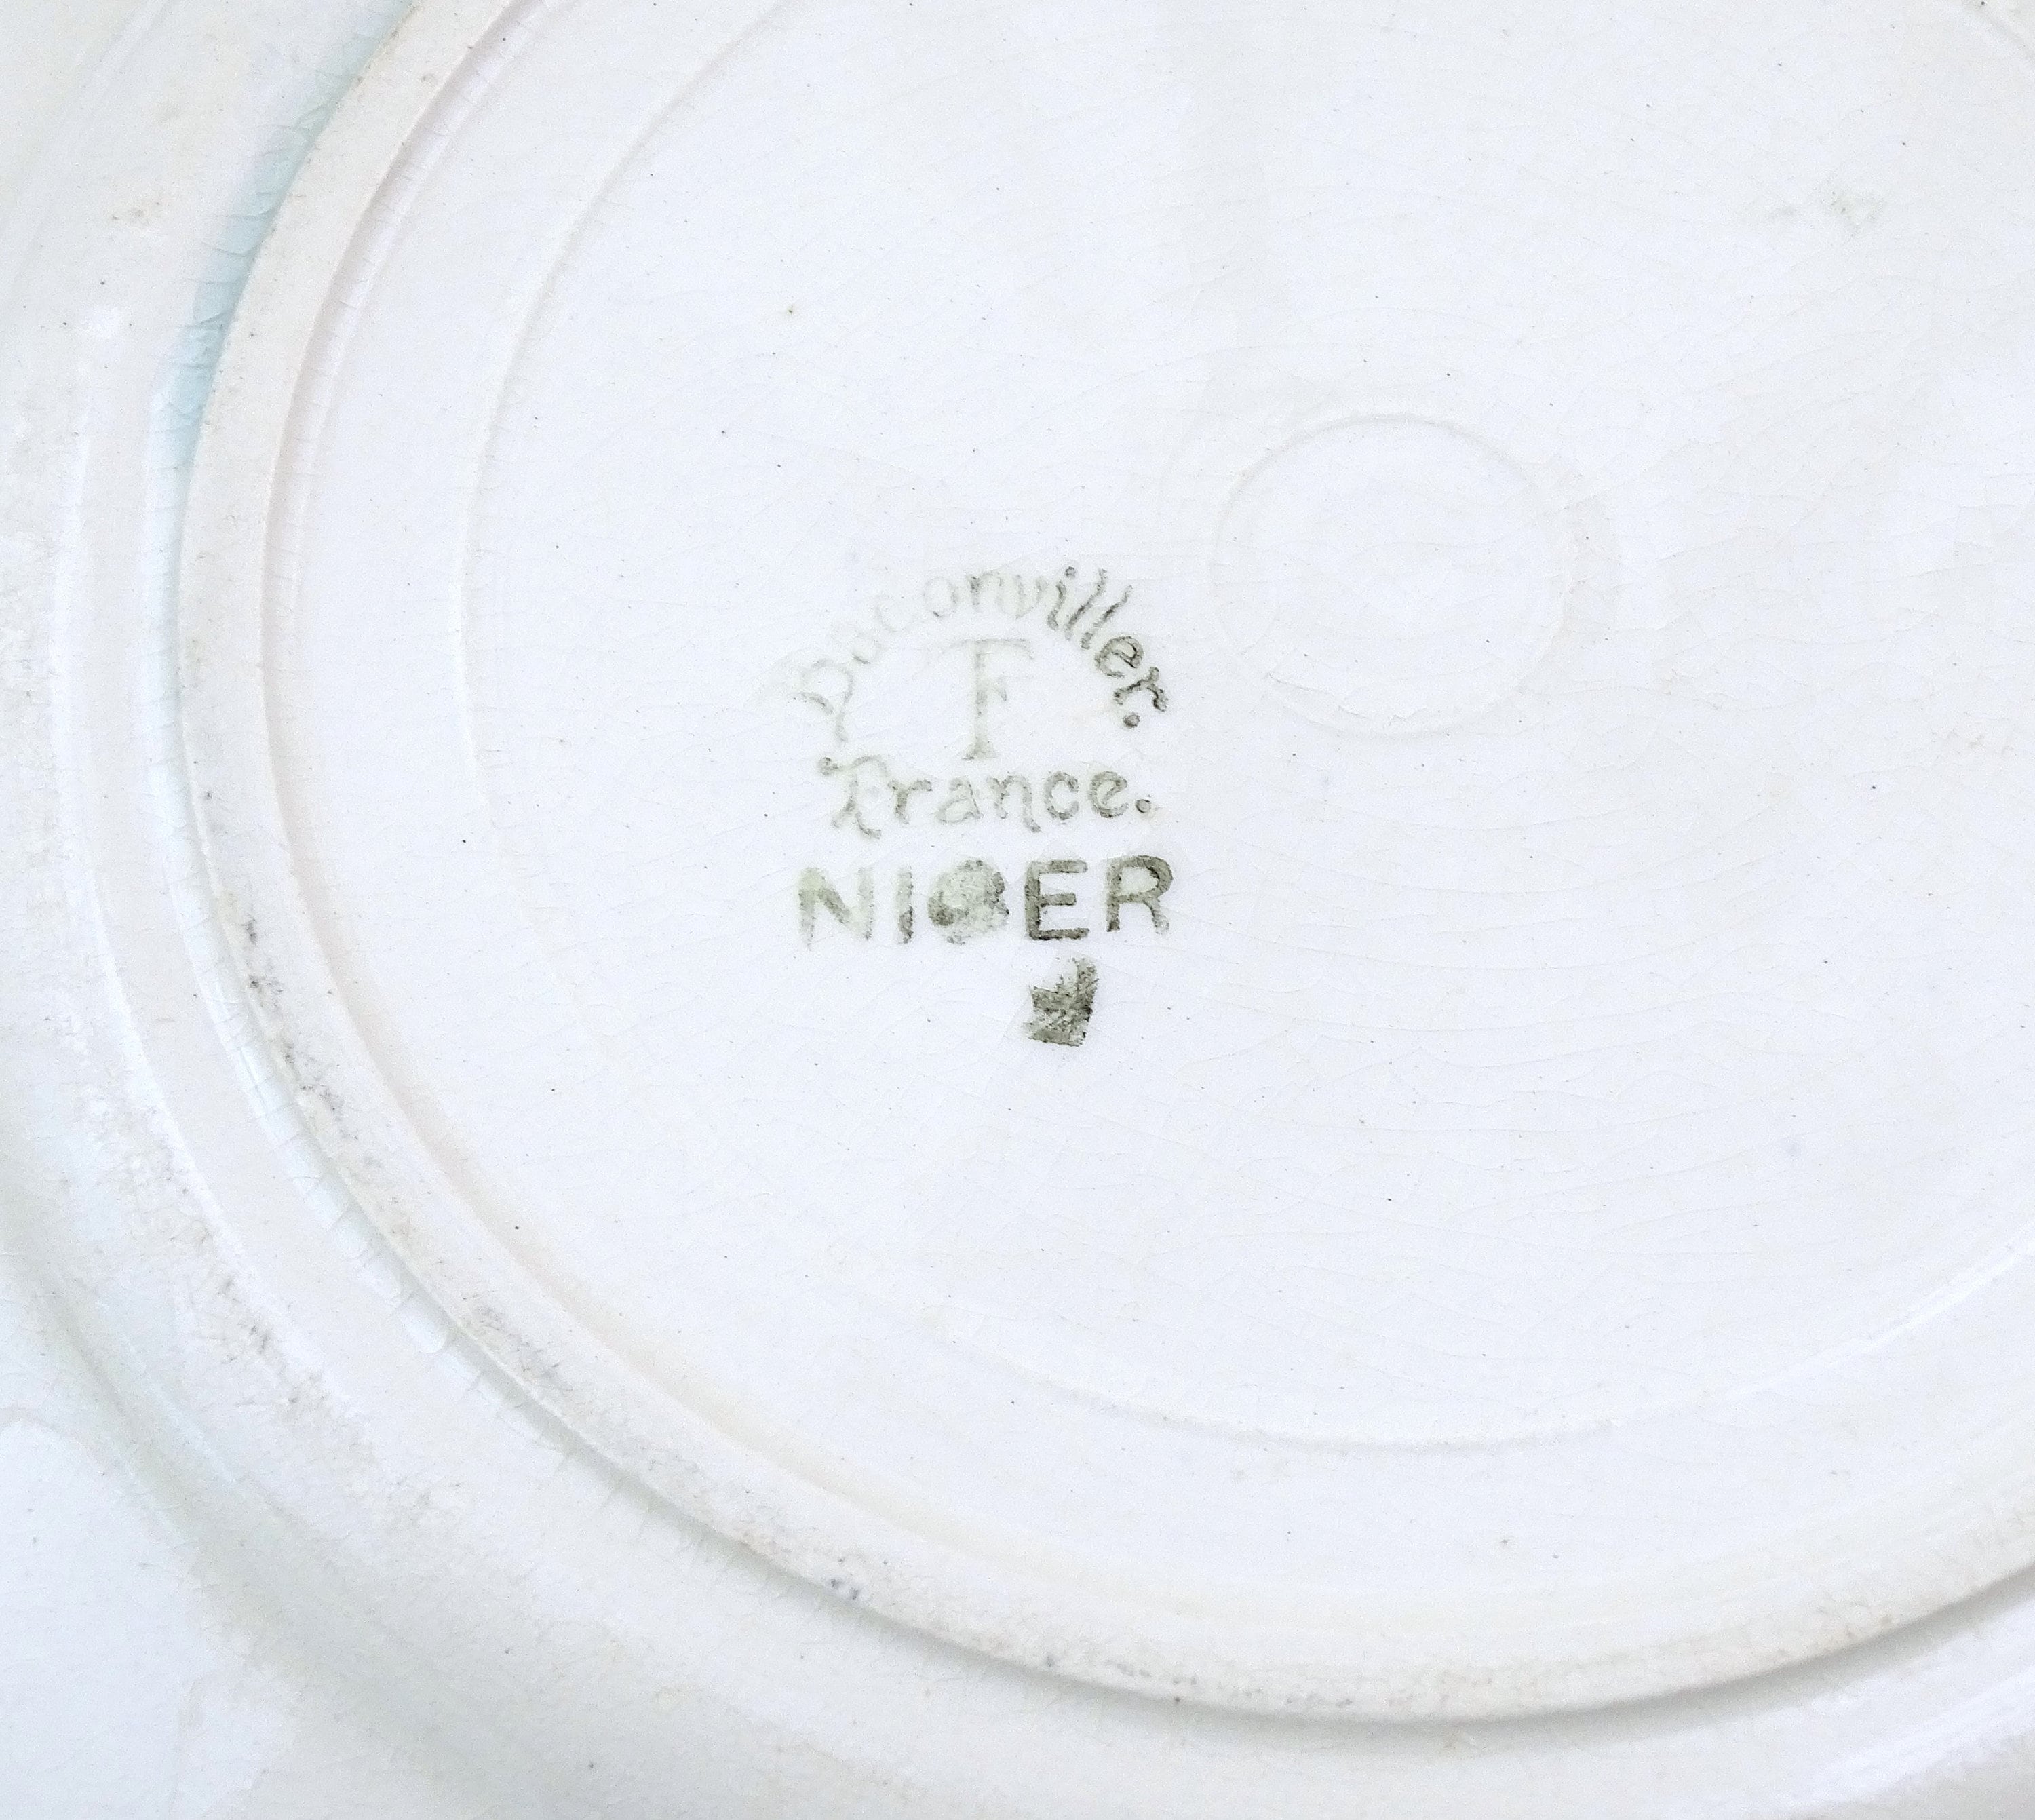 Badonviller.
F
France.
NIGER